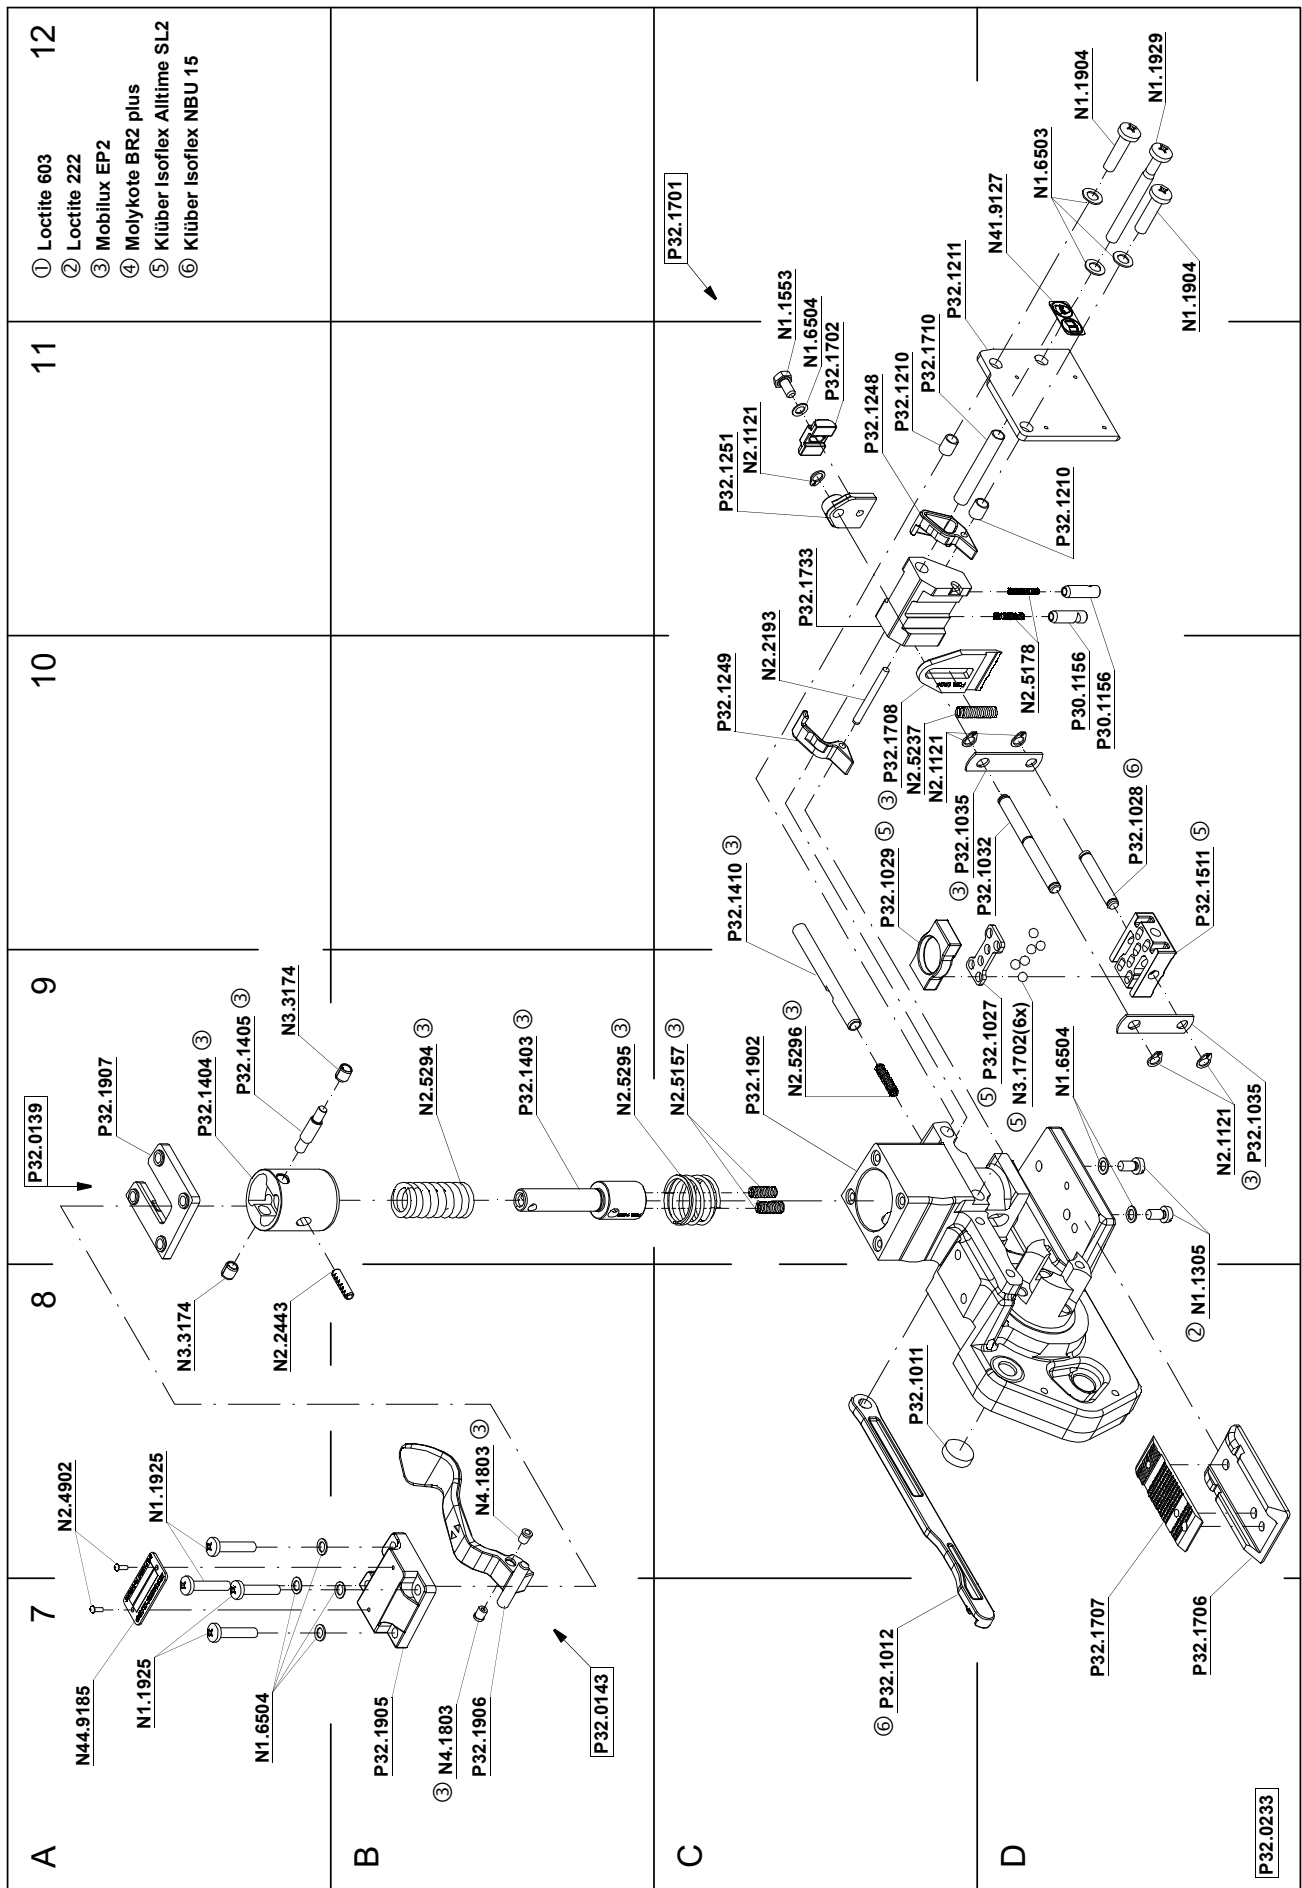 12
① Loctite 603
② Loctite 222
③ Mobilux EP2
④ Molykote BR2 plus
⑤ Klüber Isoflex Alltime SL2
⑥ Klüber Isoflex NBU 15
11
10
9
8
7
A
B
C
D
P32.0139
P32.1907
P32.1404 ③
P32.1405 ③
N3.3174
N3.3174
N2.2443
N2.4902
N1.1925
N44.9185
N1.1925
N1.6504
P32.1905
③ N4.1803
P32.1906
N4.1803 ③
P32.0143
N2.5294 ③
P32.1403 ③
N2.5295 ③
N2.5157 ③
P32.1902
N2.5296 ③
P32.1410 ③
P32.1701
N1.1553
N1.6504
P32.1702
N2.1121
P32.1251
P32.1248
P32.1210
P32.1710
P32.1211
N41.9127
N1.6503
N1.1904
N1.1929
N1.1904
P32.1210
P32.1733
N2.2193
P32.1249
N2.5178
P30.1156
P30.1156
③ P32.1708
N2.5237
N2.1121
③ P32.1035
P32.1032
P32.1029 ⑤
P32.1028 ⑥
P32.1511 ⑤
⑤ P32.1027
⑤ N3.1702(6x)
N1.6504
N2.1121
③ P32.1035
② N1.1305
P32.1011
⑥ P32.1012
P32.1707
P32.1706
P32.0233